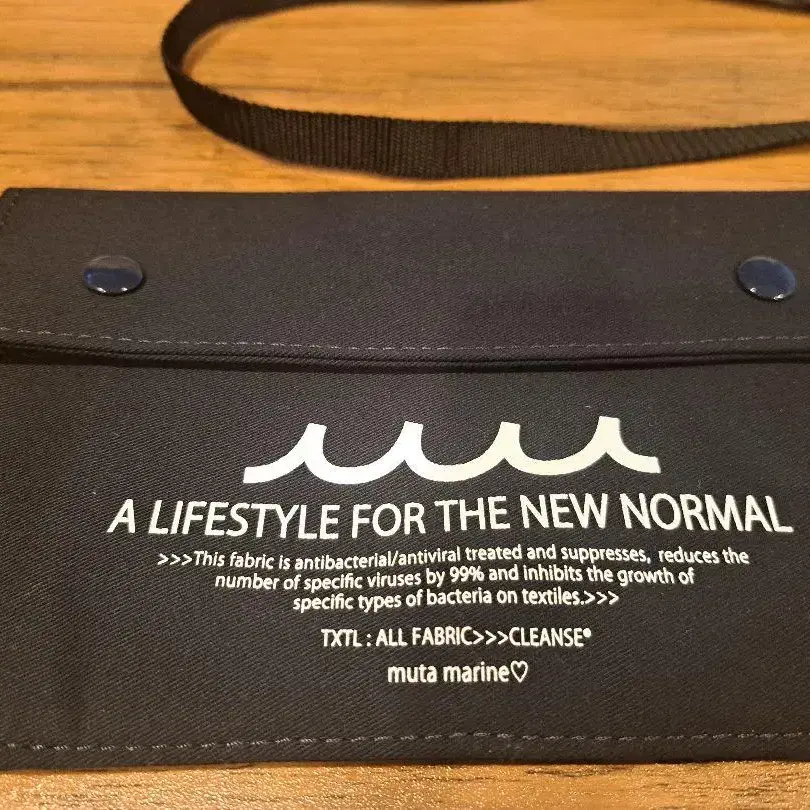 A LIFESTYLE FOR THE NEW NORMAL
>>>This fabric is antibacterial/antiviral treated and suppresses, reduces the
number of specific viruses by 99% and inhibits the growth of
specific types of bacteria on textiles.>>>
TXTL : ALL FABRIC>>>CLEANSE®
muta marine♡